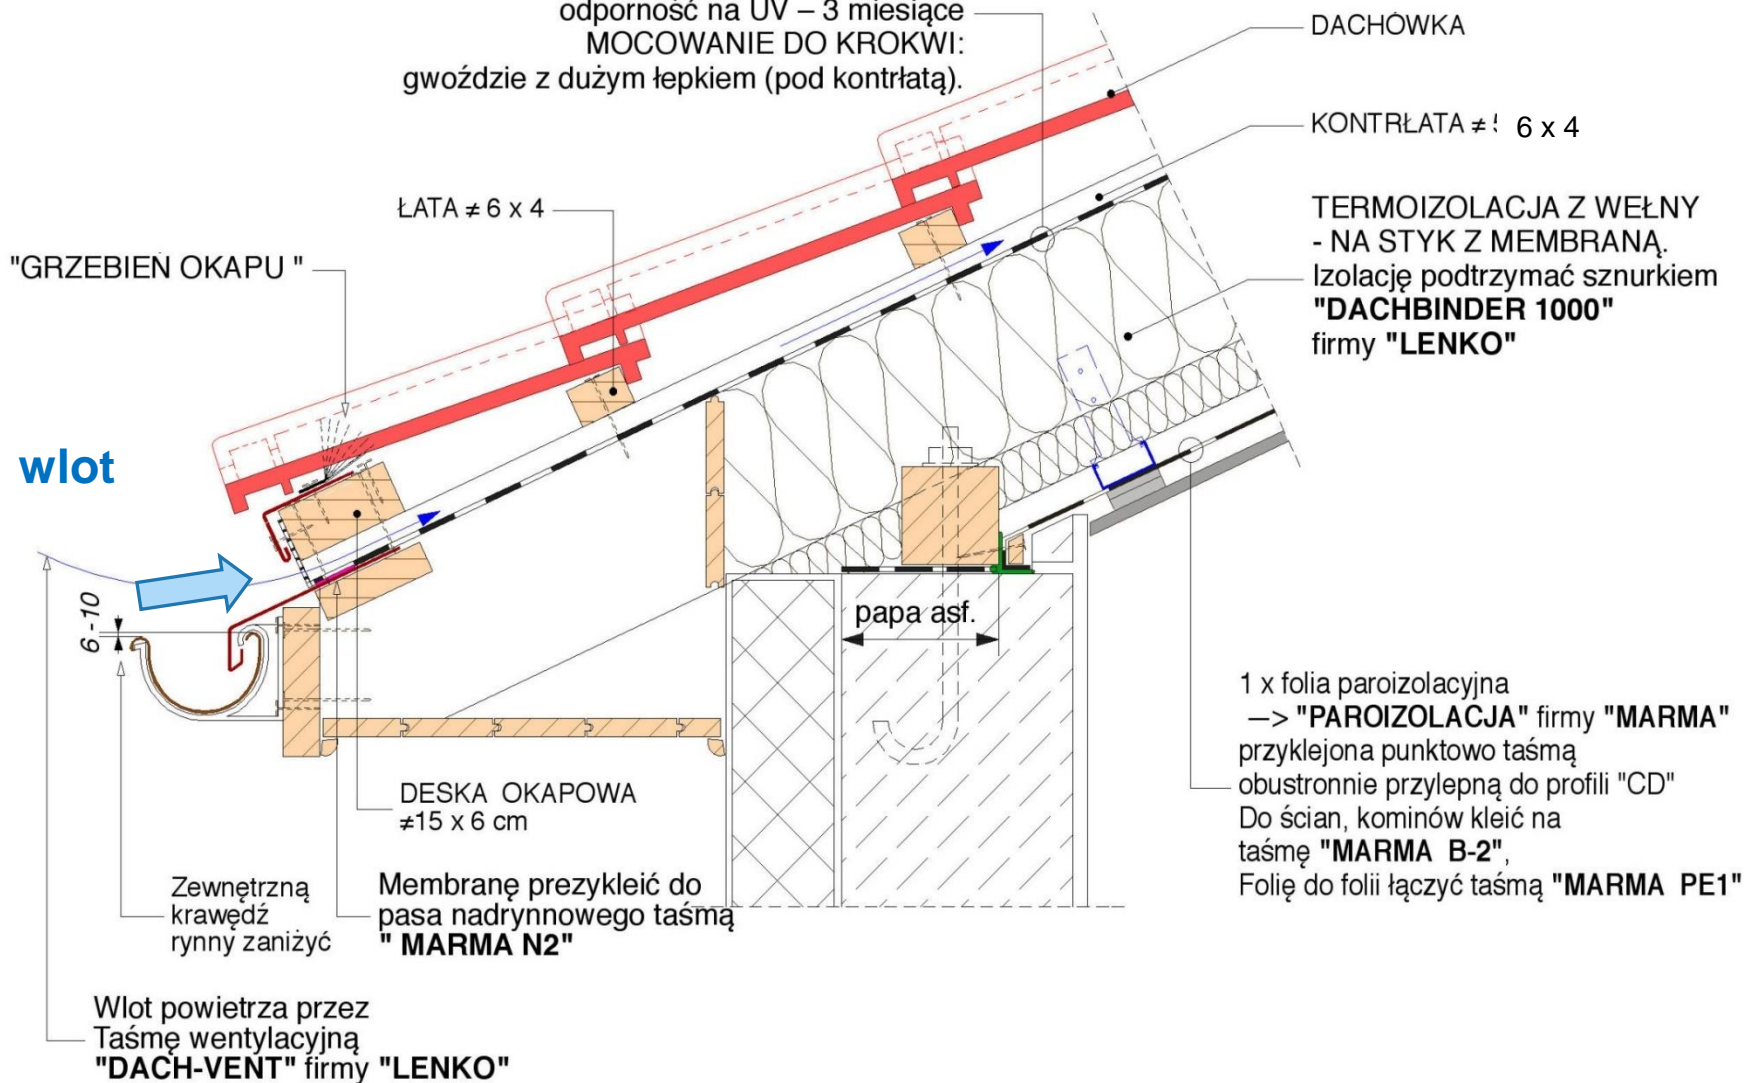 odporność na UV – 3 miesiące
MOCOWANIE DO KROKWI:
gwoździe z dużym łepkiem (pod kontrłatą).
DACHÓWKA
KONTRŁATA ≠ 6 x 4
ŁATA ≠ 6 x 4
TERMOIZOLACJA Z WEŁNY
- NA STYK Z MEMBRANĄ.
Izolację podtrzymać sznurkiem
"DACHBINDER 1000"
firmy "LENKO"
"GRZEBIEŃ OKAPU "
wlot
6 - 10
papa asf.
1 x folia paroizolacyjna
—> "PAROIZOLACJA" firmy "MARMA"
przyklejona punktowo taśmą
obustronnie przylepną do profili "CD"
Do ścian, kominów kleić na
taśmę "MARMA B-2",
Folię do folii łączyć taśmą "MARMA PE1"
DESKA OKAPOWA
≠15 x 6 cm
Zewnętrzną
krawędź
rynny zaniżyć
Membranę prezykleić do
pasa nadrynnowego taśmą
" MARMA N2"
Wlot powietrza przez
Taśmę wentylacyjną
"DACH-VENT" firmy "LENKO"